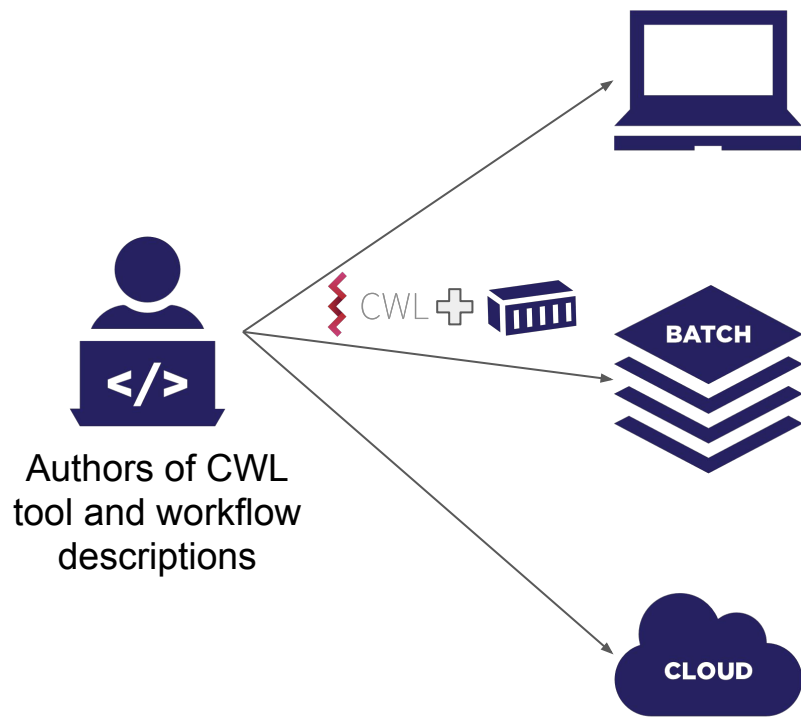 CWL
BATCH
</>
Authors of CWL
tool and workflow
descriptions
CLOUD